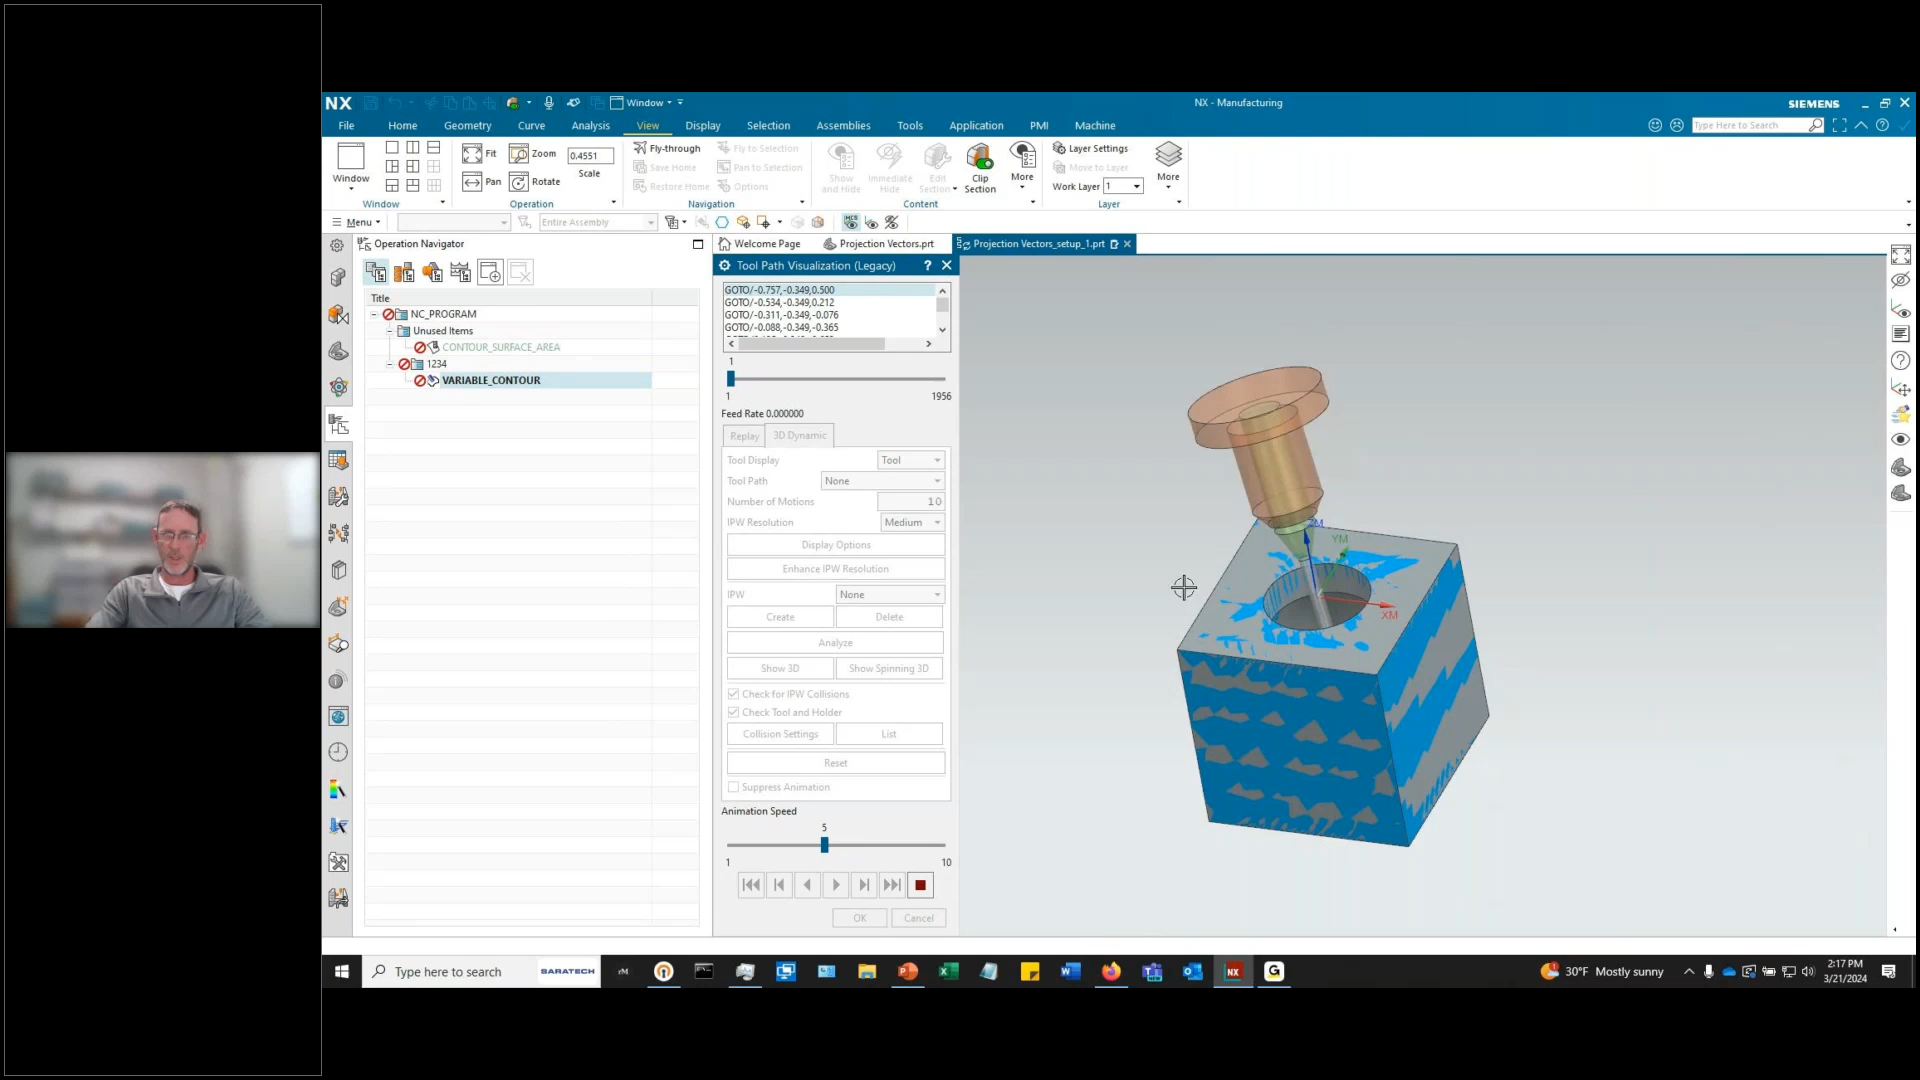 NX
Window
NX - Manufacturing
SIEMENS
File
Home
Geometry
Curve
Analysis
View
Display
Selection
Assemblies
Tools
Application
PMI
Machine
Type Here to Search
Window
Fit
Zoom
0.4551
Scale
Pan
Rotate
Fly-through
Save Home
Restore Home
Fly to Selection
Pan to Selection
Options
Show and Hide
Immediate Hide
Edit Section
Clip Section
More
Layer Settings
Move to Layer
Work Layer 1
More
Window
Operation
Navigation
Content
Layer
Menu
Entire Assembly
MCS
Operation Navigator
Welcome Page
Projection Vectors.prt
Projection Vectors_setup_1.prt
Title
NC_PROGRAM
Unused Items
CONTOUR_SURFACE_AREA
1234
VARIABLE_CONTOUR
Tool Path Visualization (Legacy)
GOTO/-0.757,-0.349,0.500
GOTO/-0.534,-0.349,0.212
GOTO/-0.311,-0.349,-0.076
GOTO/-0.088,-0.349,-0.365
1
1 1956
Feed Rate 0.000000
Replay 3D Dynamic
Tool Display Tool
Tool Path None
Number of Motions 10
IPW Resolution Medium
Display Options
Enhance IPW Resolution
IPW None
Create Delete
Analyze
Show 3D Show Spinning 3D
Check for IPW Collisions
Check Tool and Holder
Collision Settings List
Reset
Suppress Animation
Animation Speed
5
1 10
OK Cancel
ZM
YM
XM
Type here to search
SARATECH
rM
NX
G
30°F Mostly sunny
2:17 PM
3/21/2024